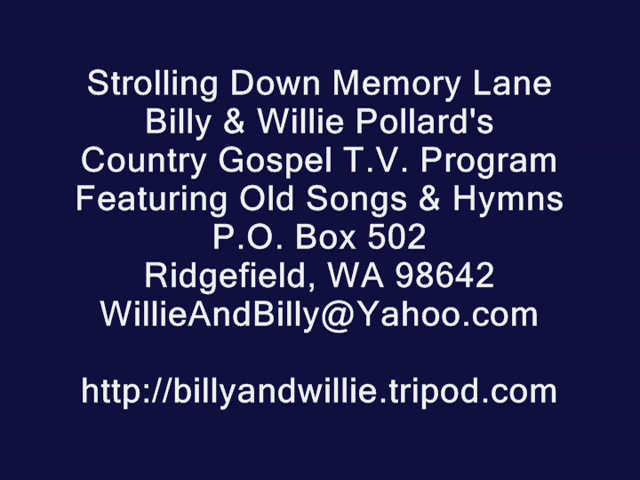 Strolling Down Memory Lane
Billy & Willie Pollard's
Country Gospel T.V. Program
Featuring Old Songs & Hymns
P.O. Box 502
Ridgefield, WA 98642
WillieAndBilly@Yahoo.com
http://billyandwillie.tripod.com